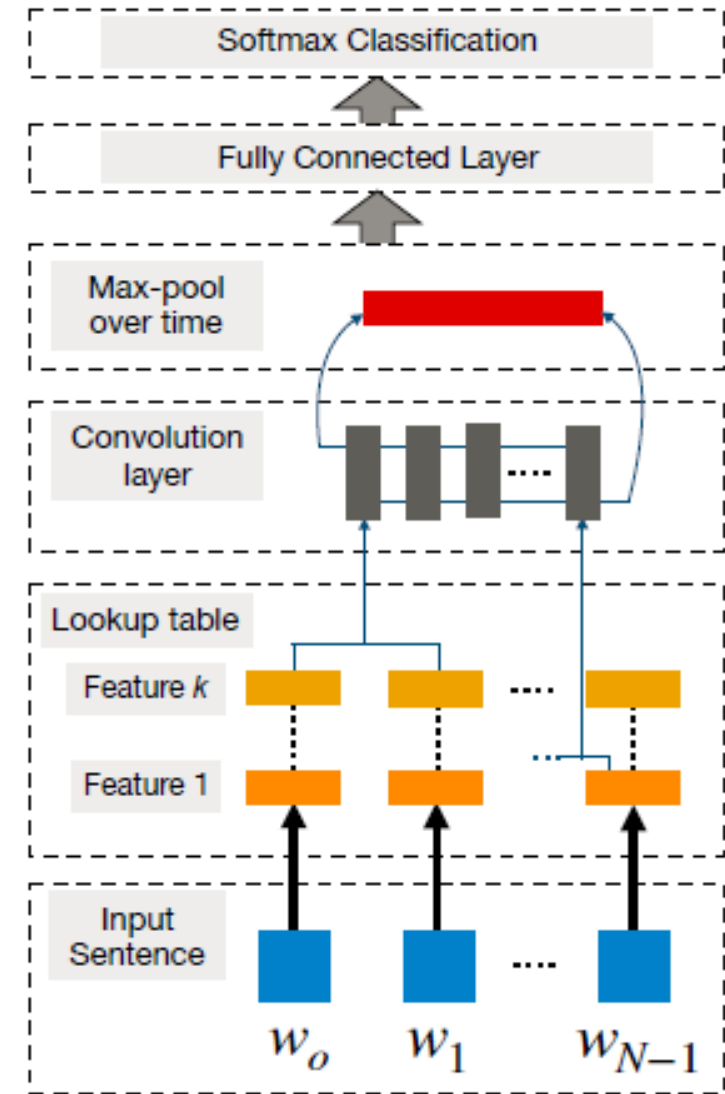 Softmax Classification
Fully Connected Layer
Max-pool
over time
Convolution
layer
Lookup table
Feature k
Feature 1
Input
Sentence
w_o w_1 w_{N-1}